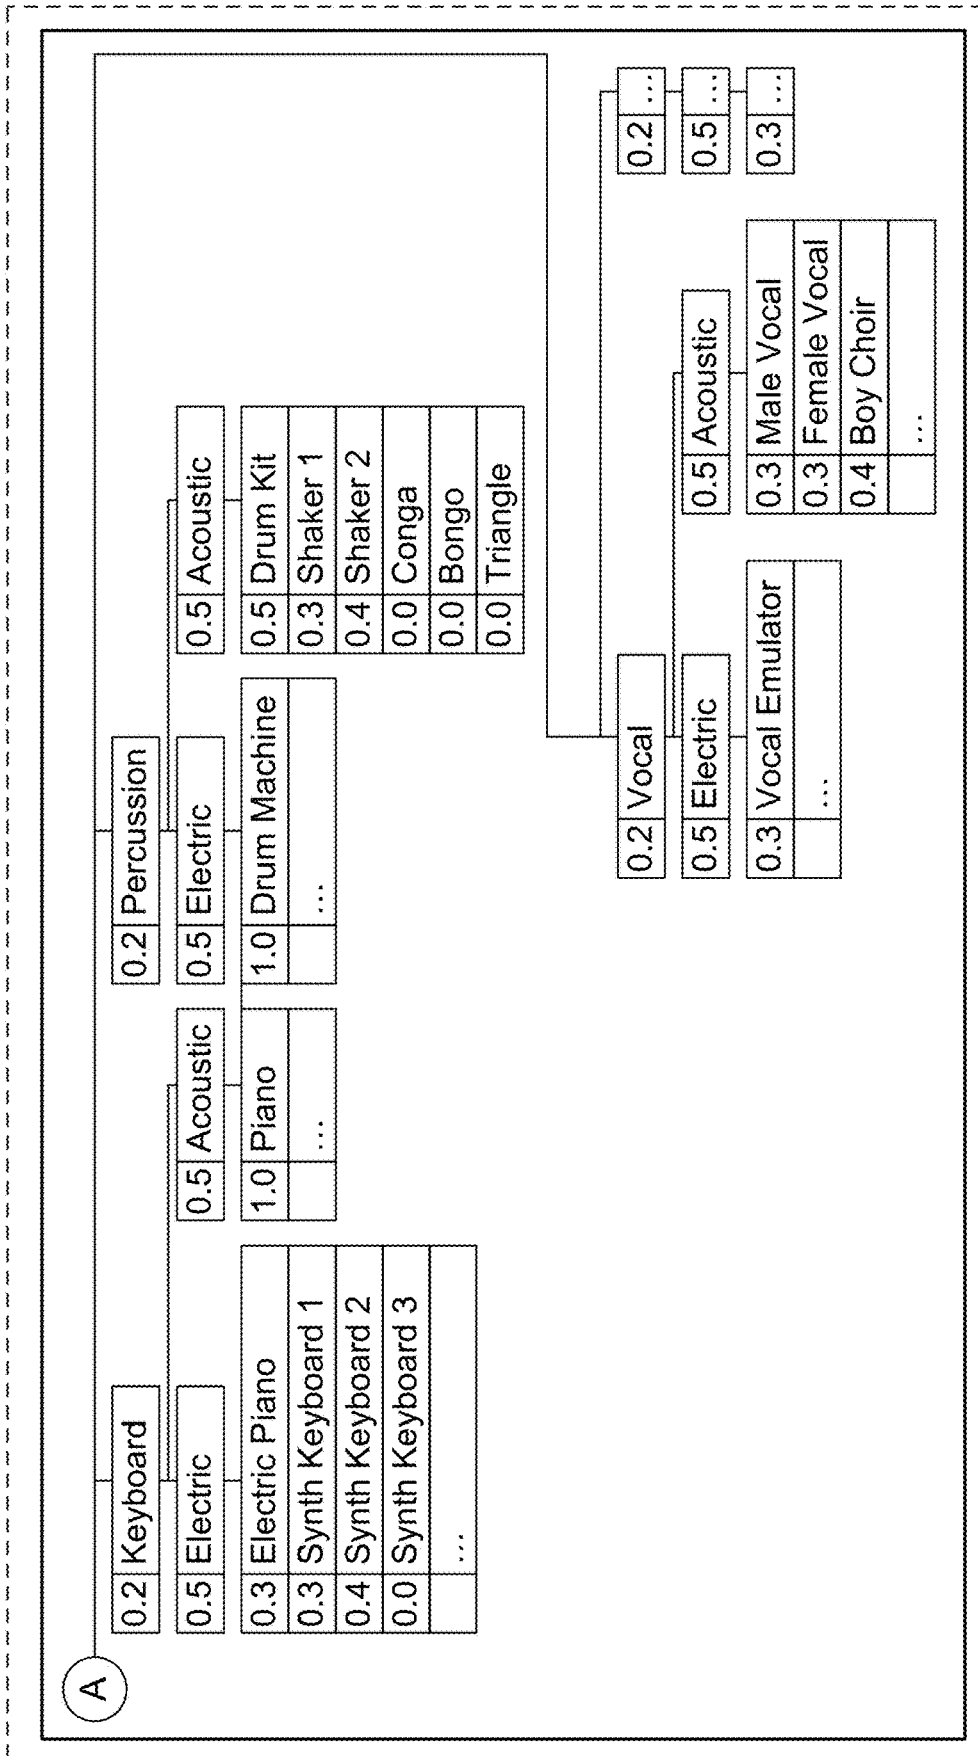 A
0.2 Keyboard
0.5 Electric
0.3 Electric Piano
0.3 Synth Keyboard 1
0.4 Synth Keyboard 2
0.0 Synth Keyboard 3
...
0.5 Acoustic
1.0 Piano
...
0.2 Percussion
0.5 Electric
1.0 Drum Machine
...
0.5 Acoustic
0.5 Drum Kit
0.3 Shaker 1
0.4 Shaker 2
0.0 Conga
0.0 Bongo
0.0 Triangle
0.2 Vocal
0.5 Electric
0.3 Vocal Emulator
...
0.5 Acoustic
0.3 Male Vocal
0.3 Female Vocal
0.4 Boy Choir
...
0.2 ...
0.5 ...
0.3 ...